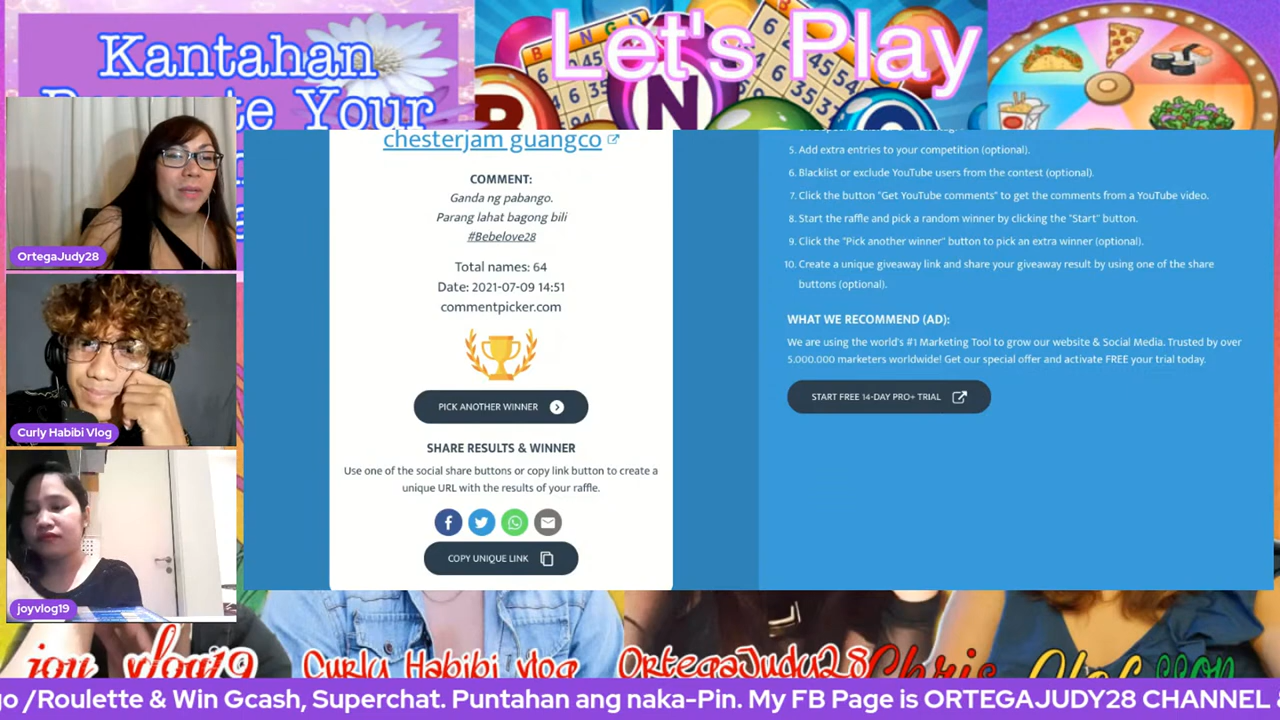 Kantahan
Promote Your
Let's Play
B I N G
B N O
OrtegaJudy28
Curly Habibi Vlog
joyvlog19
chesterjam guangco
COMMENT:
Ganda ng pabango.
Parang lahat bagong bili
#Bebelove28
Total names: 64
Date: 2021-07-09 14:51
commentpicker.com
PICK ANOTHER WINNER
SHARE RESULTS & WINNER
Use one of the social share buttons or copy link button to create a
unique URL with the results of your raffle.
COPY UNIQUE LINK
5. Add extra entries to your competition (optional).
6. Blacklist or exclude YouTube users from the contest (optional).
7. Click the button "Get YouTube comments" to get the comments from a YouTube video.
8. Start the raffle and pick a random winner by clicking the "Start" button.
9. Click the "Pick another winner" button to pick an extra winner (optional).
10. Create a unique giveaway link and share your giveaway result by using one of the share
buttons (optional).
WHAT WE RECOMMEND (AD):
We are using the world's #1 Marketing Tool to grow our website & Social Media. Trusted by over
5.000.000 marketers worldwide! Get our special offer and activate FREE your trial today.
START FREE 14-DAY PRO+ TRIAL
joy vlog19
Curly Habibi vlog
OrtegaJudy28
Chris
go /Roulette & Win Gcash, Superchat. Puntahan ang naka-Pin. My FB Page is ORTEGAJUDY28 CHANNEL